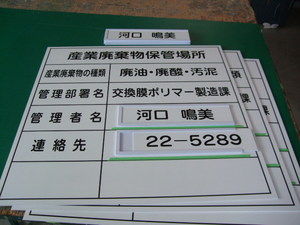 河口 鳴美
産業廃棄物保管場所
産業廃棄物の種類 廃油・廃酸・汚泥
管理部署名 交換膜ポリマー製造課
管理者名 河口 鳴美
連絡先 22-5289
課